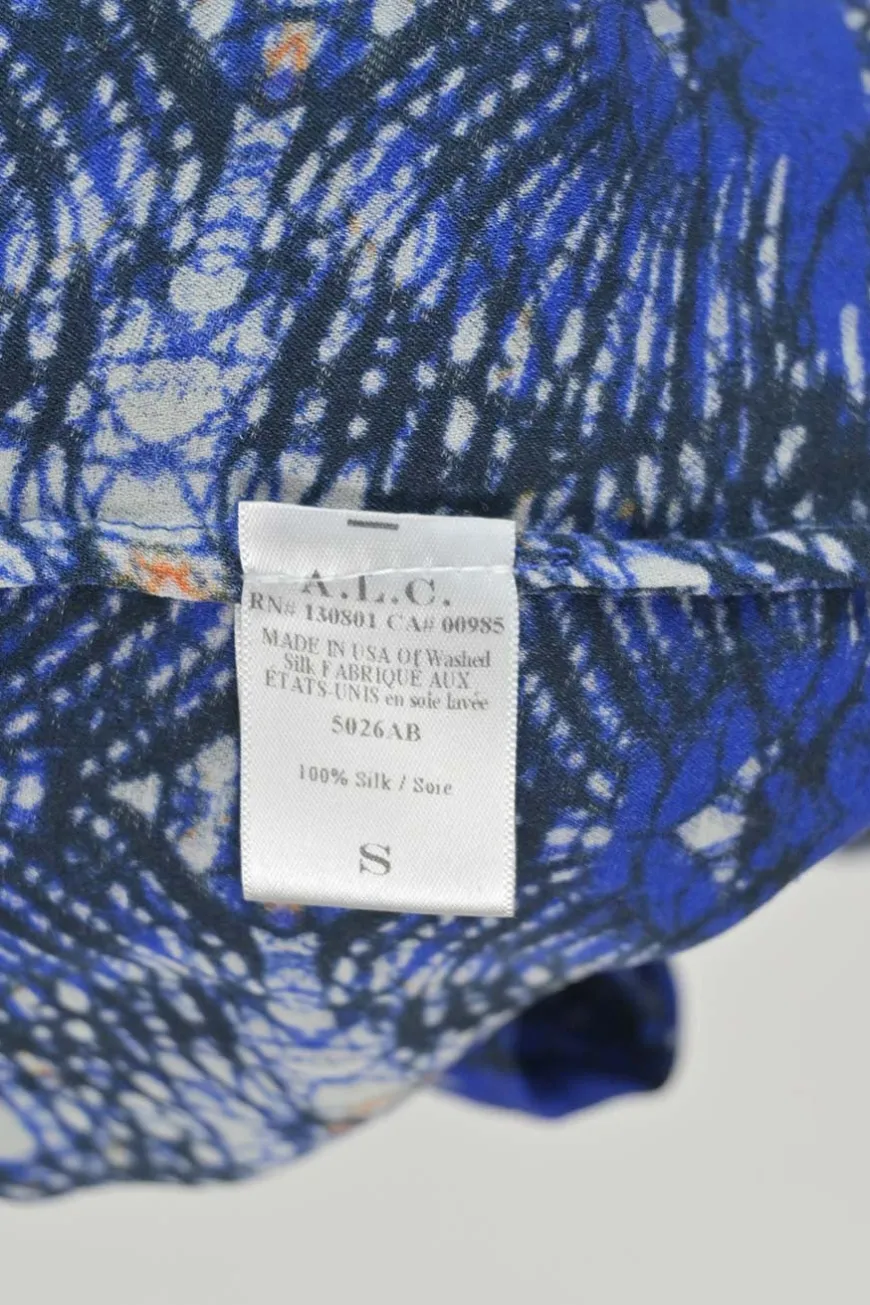 A.L.C.
RN# 130801 CA# 00985
MADE IN USA Of Washed
Silk FABRIQUÉ AUX
ÉTATS-UNIS en soie lavée
5026AB
100% Silk / Soie
S